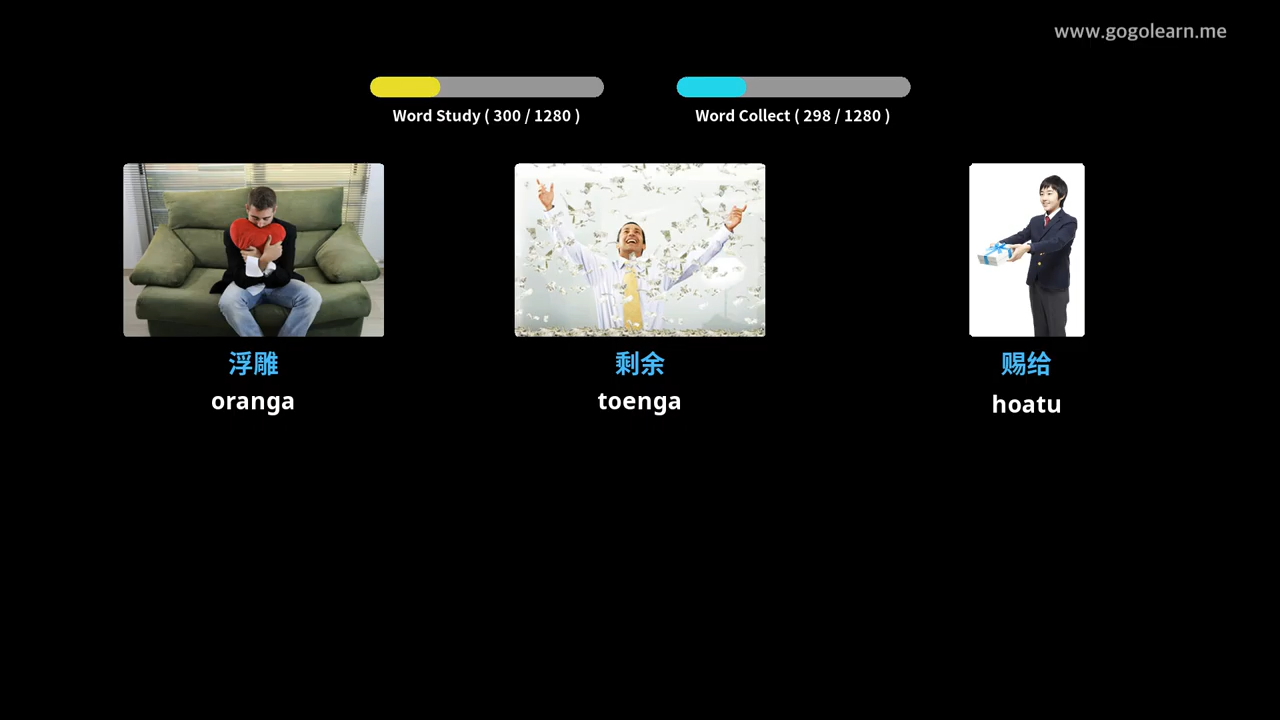 www.gogolearn.me
Word Study ( 300 / 1280 )
Word Collect ( 298 / 1280 )
浮雕
oranga
剩余
toenga
赐给
hoatu